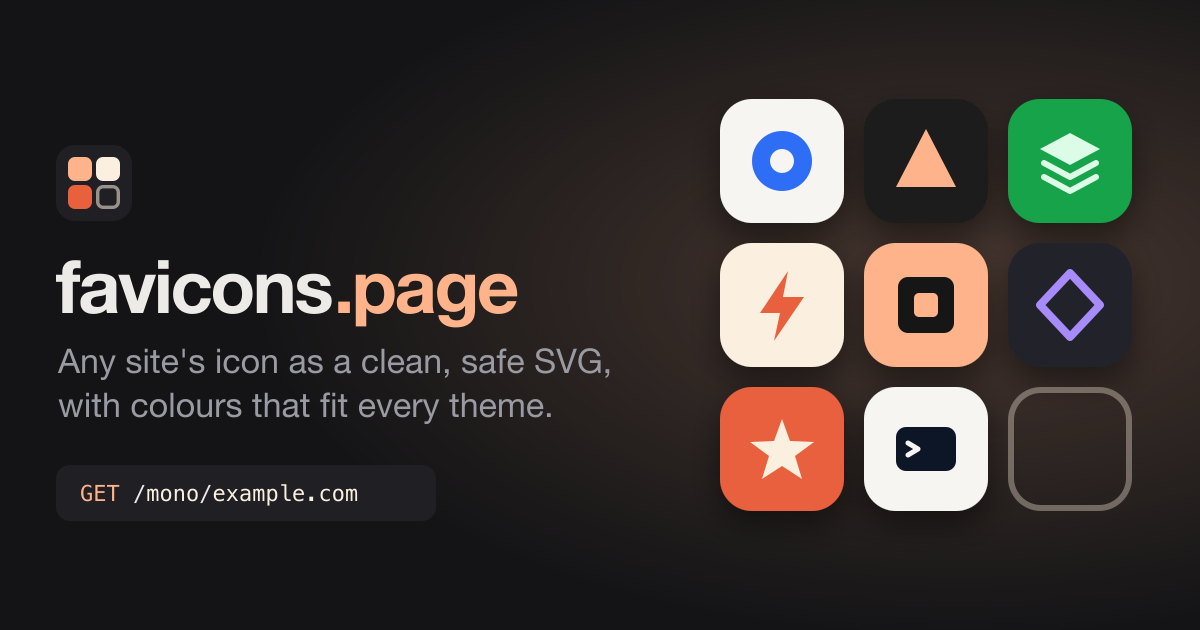 favicons.page
Any site's icon as a clean, safe SVG,
with colours that fit every theme.
GET /mono/example.com